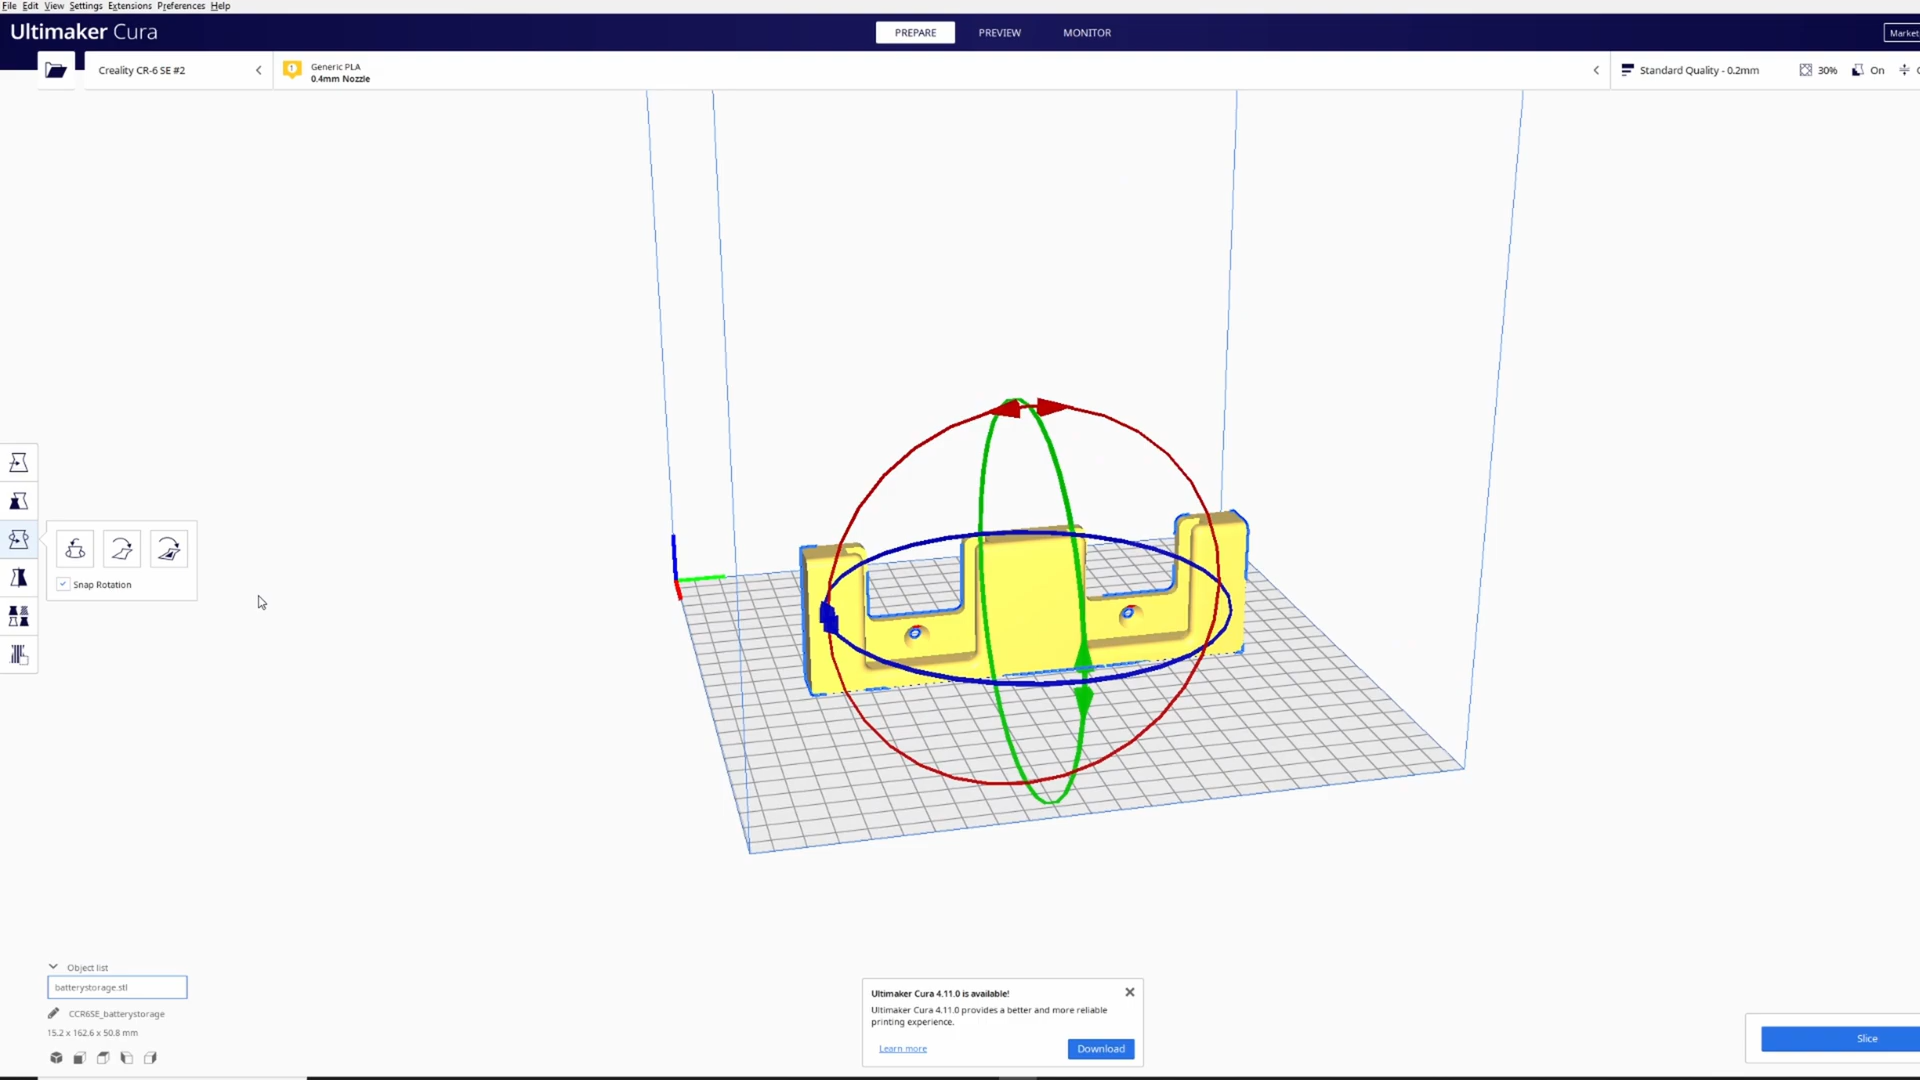 File Edit View Settings Extensions Preferences Help
Ultimaker Cura
PREPARE
PREVIEW
MONITOR
Creality CR-6 SE #2
Generic PLA
0.4mm Nozzle
Standard Quality - 0.2mm
30%
On
Snap Rotation
Object list
batterystorage.stl
CCR6SE_batterystorage
15.2 x 162.6 x 50.8 mm
Ultimaker Cura 4.11.0 is available!
Ultimaker Cura 4.11.0 provides a better and more reliable
printing experience.
Learn more
Download
Slice